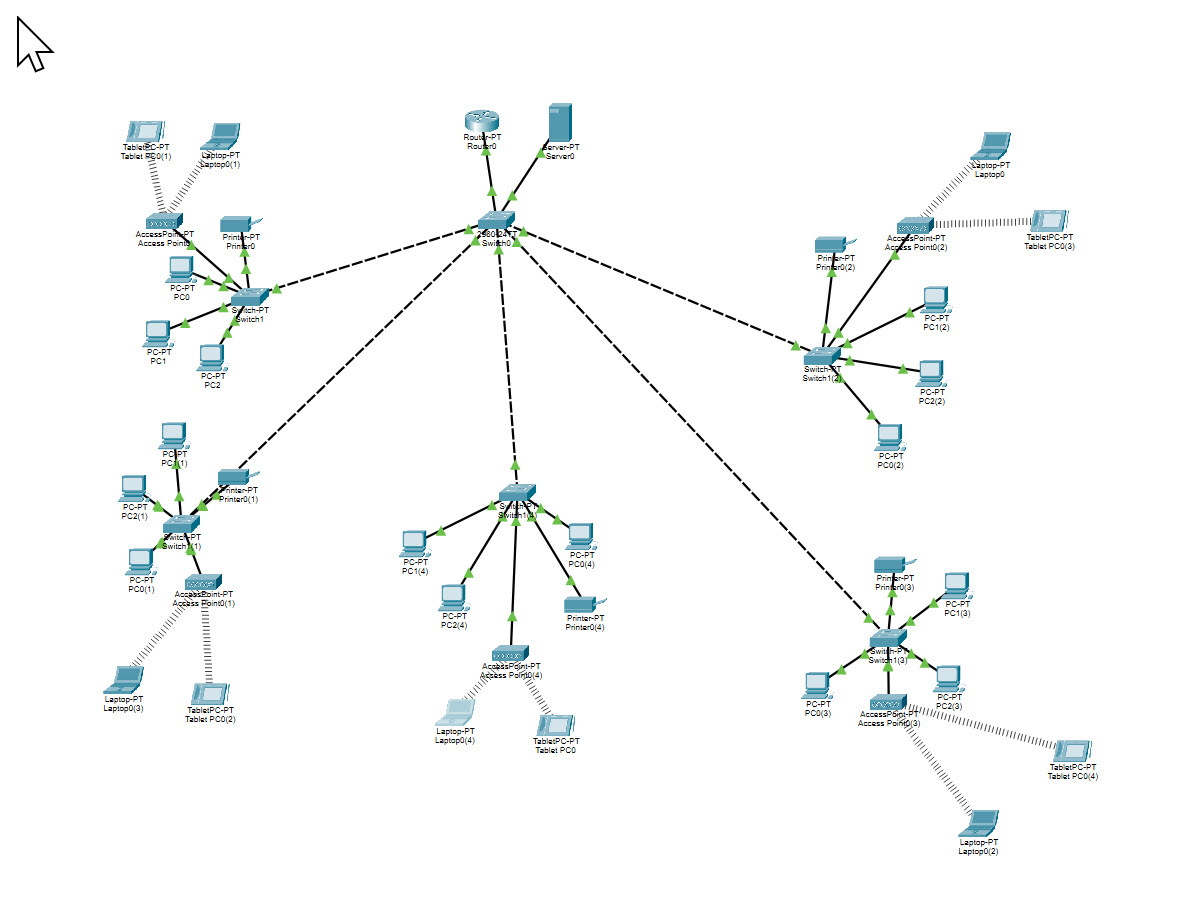 Router-PT
Router0
Server-PT
Server0
2960-24TT
Switch0
TabletPC-PT
Tablet PC0(1)
Laptop-PT
Laptop0(1)
AccessPoint-PT
Access Point0
Printer-PT
Printer0
PC-PT
PC0
Switch-PT
Switch1
PC-PT
PC1
PC-PT
PC2
Laptop-PT
Laptop0
TabletPC-PT
Tablet PC0(3)
AccessPoint-PT
Access Point0(2)
Printer-PT
Printer0(2)
PC-PT
PC1(2)
Switch-PT
Switch1(2)
PC-PT
PC2(2)
PC-PT
PC0(2)
PC-PT
PC1(1)
Printer-PT
Printer0(1)
PC-PT
PC2(1)
Switch-PT
Switch1(1)
PC-PT
PC0(1)
AccessPoint-PT
Access Point0(1)
Laptop-PT
Laptop0(3)
TabletPC-PT
Tablet PC0(2)
Switch-PT
Switch1(4)
PC-PT
PC1(4)
PC-PT
PC0(4)
PC-PT
PC2(4)
Printer-PT
Printer0(4)
AccessPoint-PT
Access Point0(4)
Laptop-PT
Laptop0(4)
TabletPC-PT
Tablet PC0
Printer-PT
Printer0(3)
PC-PT
PC1(3)
Switch-PT
Switch1(3)
PC-PT
PC0(3)
PC-PT
PC2(3)
AccessPoint-PT
Access Point0(3)
TabletPC-PT
Tablet PC0(4)
Laptop-PT
Laptop0(2)